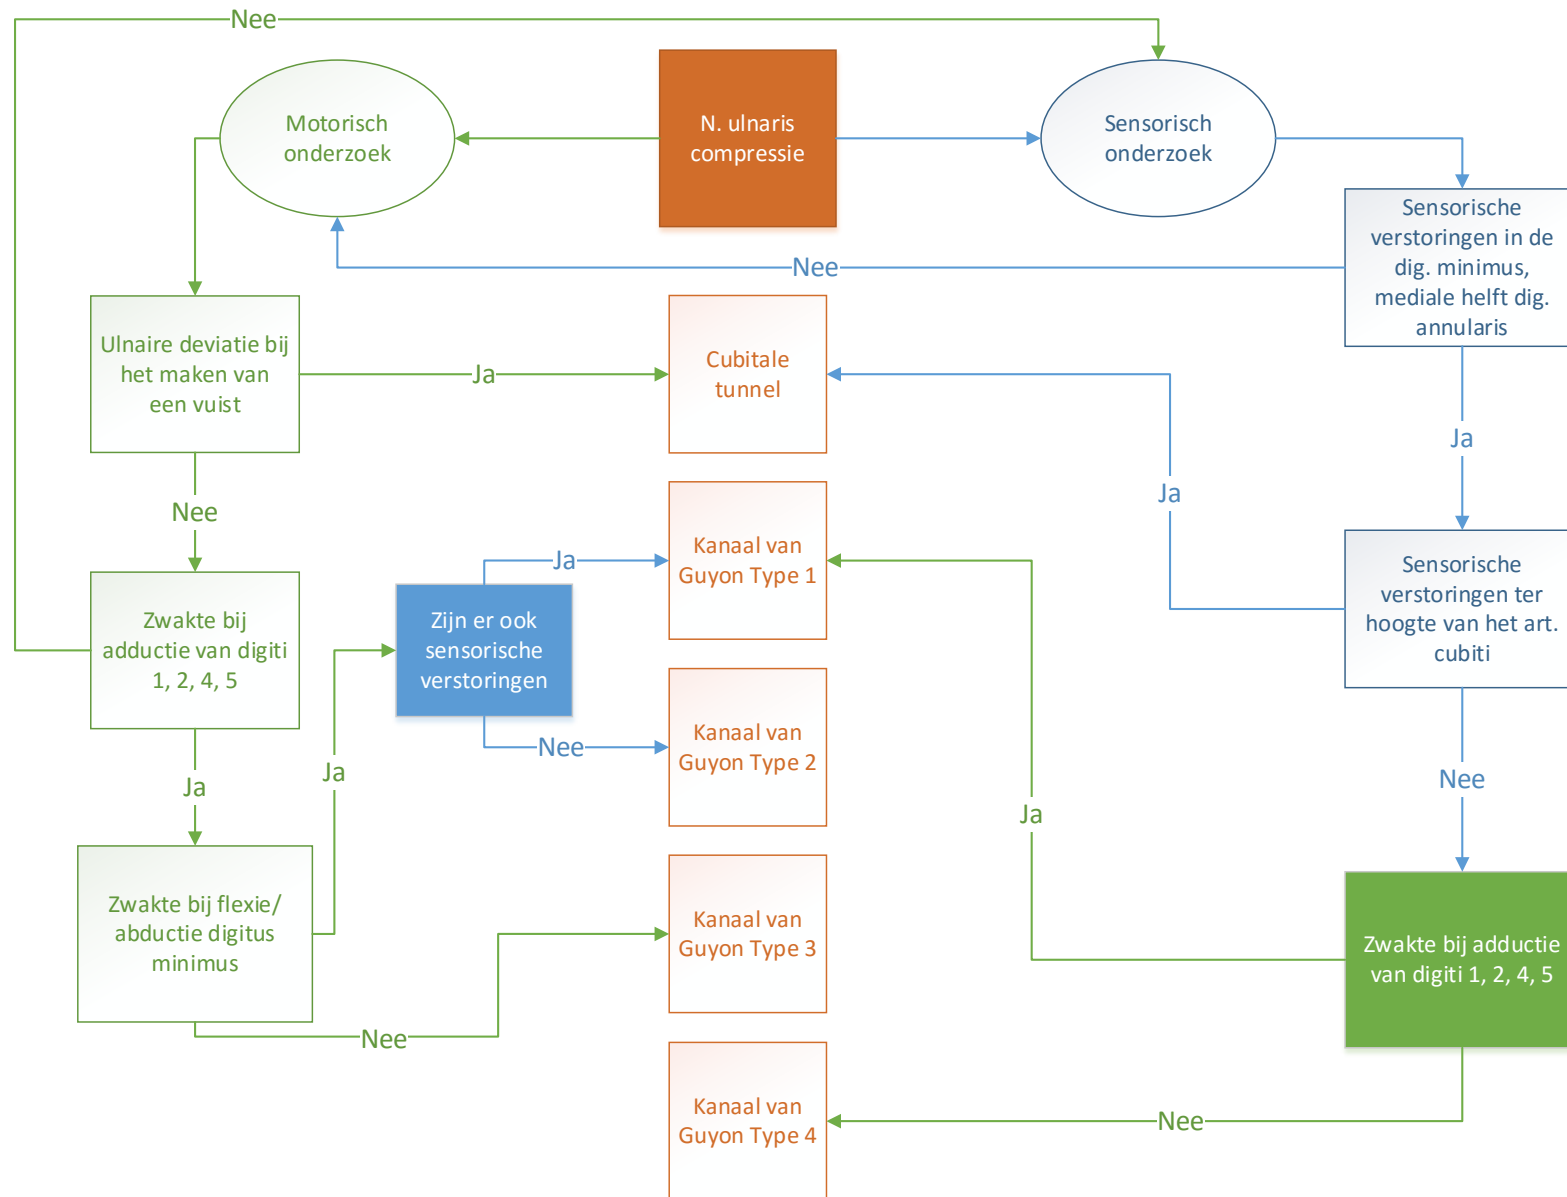 Nee
Motorisch
onderzoek
N. ulnaris
compressie
Sensorisch
onderzoek
Sensorische
verstoringen in de
dig. minimus,
mediale helft dig.
annularis
Nee
Ulnaire deviatie bij
het maken van
een vuist
Ja
Cubitale
tunnel
Ja
Ja
Nee
Kanaal van
Guyon Type 1
Ja
Sensorische
verstoringen ter
hoogte van het art.
cubiti
Zwakte bij
adductie van digiti
1, 2, 4, 5
Zijn er ook
sensorische
verstoringen
Nee
Kanaal van
Guyon Type 2
Ja
Ja
Nee
Ja
Zwakte bij flexie/
abductie digitus
minimus
Kanaal van
Guyon Type 3
Zwakte bij adductie
van digiti 1, 2, 4, 5
Nee
Kanaal van
Guyon Type 4
Nee